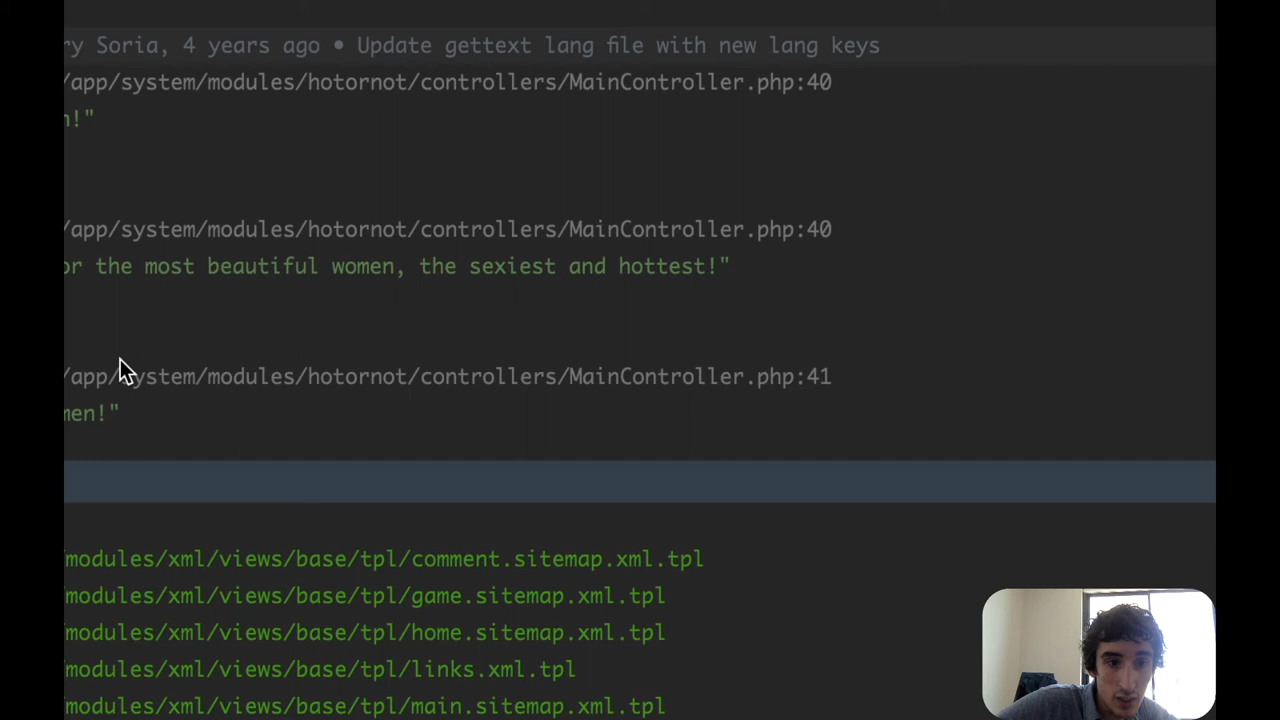 ry Soria, 4 years ago • Update gettext lang file with new lang keys
/app/system/modules/hotornot/controllers/MainController.php:40
n!"
/app/system/modules/hotornot/controllers/MainController.php:40
or the most beautiful women, the sexiest and hottest!"
/app/system/modules/hotornot/controllers/MainController.php:41
men!"
/modules/xml/views/base/tpl/comment.sitemap.xml.tpl
/modules/xml/views/base/tpl/game.sitemap.xml.tpl
/modules/xml/views/base/tpl/home.sitemap.xml.tpl
/modules/xml/views/base/tpl/links.xml.tpl
/modules/xml/views/base/tpl/main.sitemap.xml.tpl